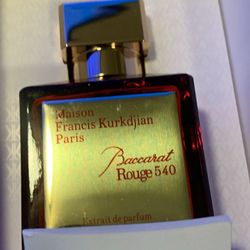 Maison
Francis Kurkdjian
Paris
Baccarat
Rouge 540
Extrait de parfum